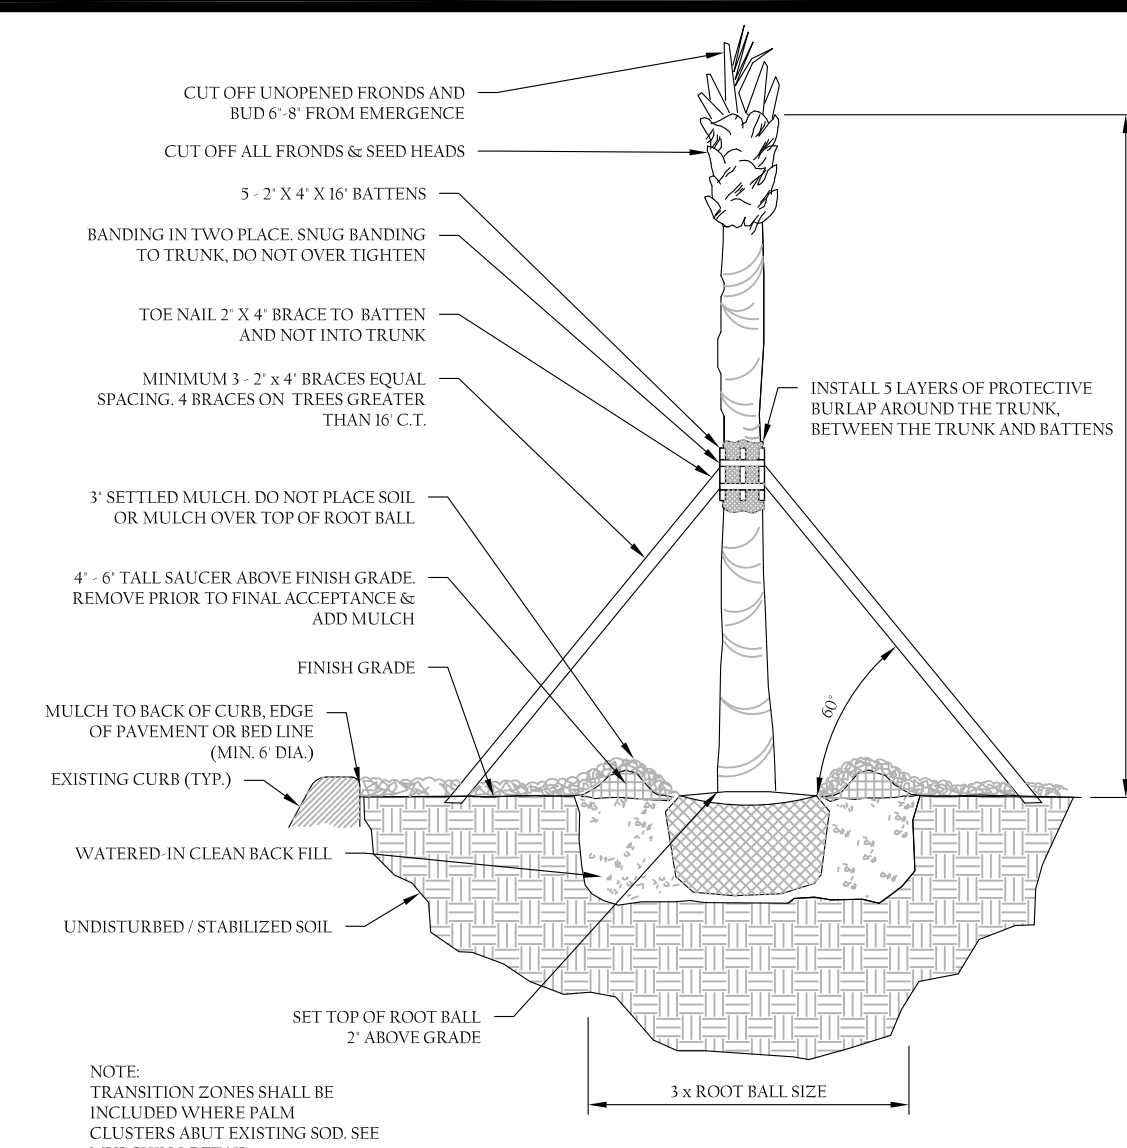 CUT OFF UNOPENED FRONDS AND
BUD 6"-8" FROM EMERGENCE
CUT OFF ALL FRONDS & SEED HEADS
5 - 2" X 4" X 16" BATTENS
BANDING IN TWO PLACE. SNUG BANDING
TO TRUNK, DO NOT OVER TIGHTEN
TOE NAIL 2" X 4" BRACE TO BATTEN
AND NOT INTO TRUNK
MINIMUM 3 - 2" x 4" BRACES EQUAL
SPACING. 4 BRACES ON TREES GREATER
THAN 16' C.T.
INSTALL 5 LAYERS OF PROTECTIVE
BURLAP AROUND THE TRUNK,
BETWEEN THE TRUNK AND BATTENS
3" SETTLED MULCH. DO NOT PLACE SOIL
OR MULCH OVER TOP OF ROOT BALL
4" - 6" TALL SAUCER ABOVE FINISH GRADE.
REMOVE PRIOR TO FINAL ACCEPTANCE &
ADD MULCH
FINISH GRADE
60°
MULCH TO BACK OF CURB, EDGE
OF PAVEMENT OR BED LINE
(MIN. 6' DIA.)
EXISTING CURB (TYP.)
WATERED-IN CLEAN BACK FILL
UNDISTURBED / STABILIZED SOIL
SET TOP OF ROOT BALL
2" ABOVE GRADE
3 x ROOT BALL SIZE
NOTE:
TRANSITION ZONES SHALL BE
INCLUDED WHERE PALM
CLUSTERS ABUT EXISTING SOD. SEE